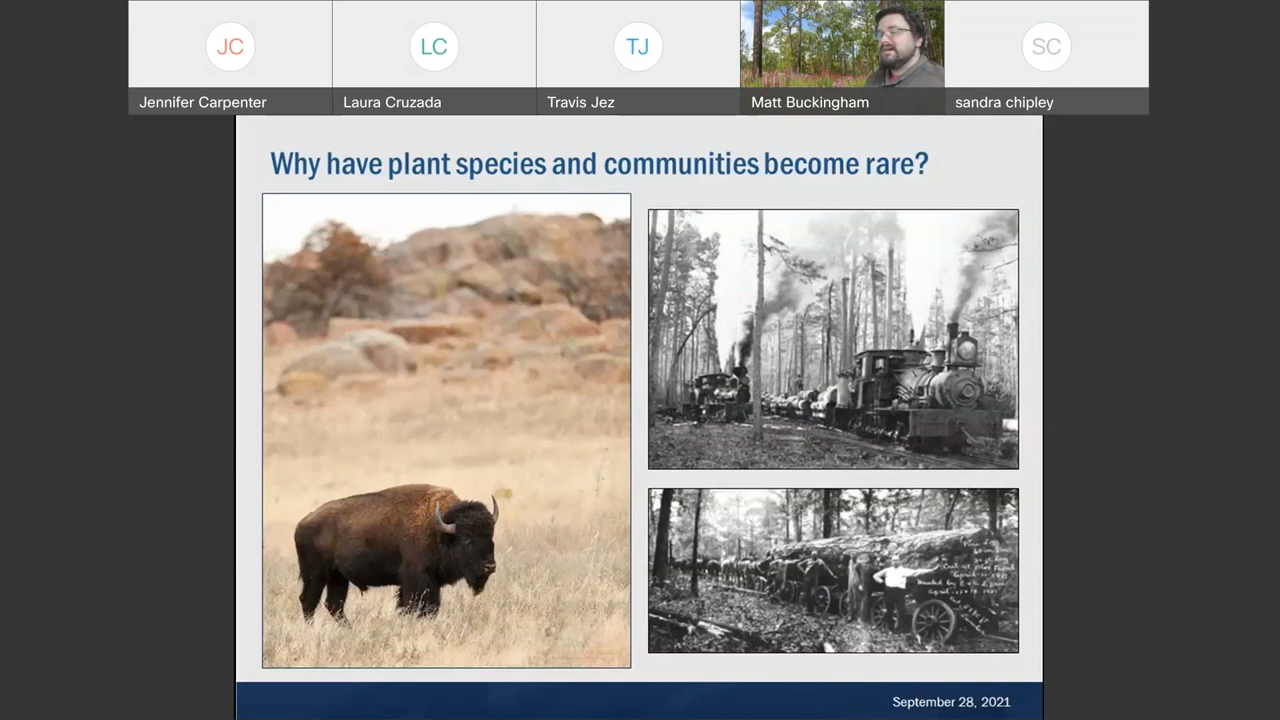 JC
LC
TJ
SC
Jennifer Carpenter
Laura Cruzada
Travis Jez
Matt Buckingham
sandra chipley
Why have plant species and communities become rare?
September 28, 2021